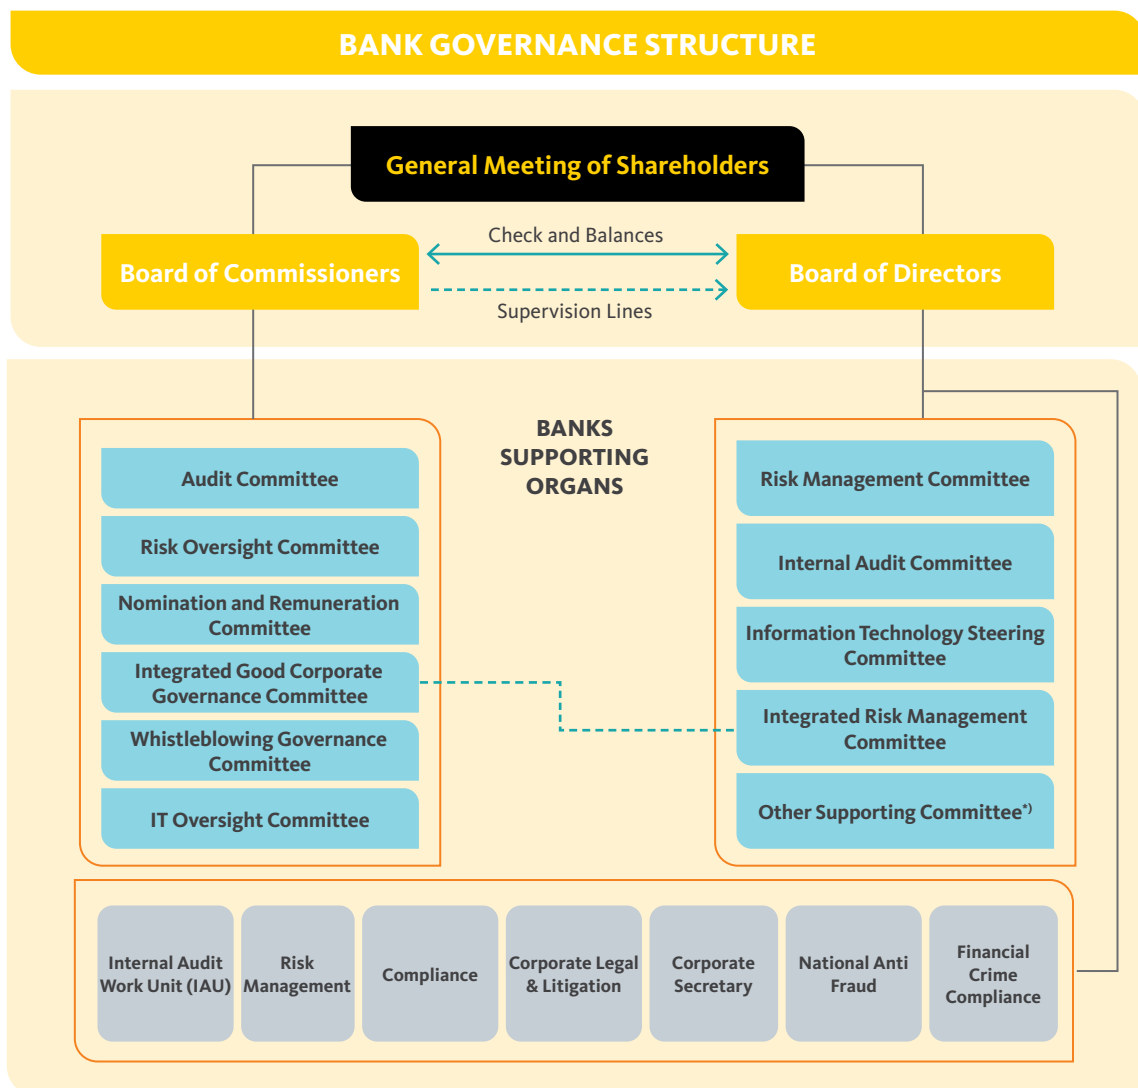 BANK GOVERNANCE STRUCTURE
General Meeting of Shareholders
Check and Balances
Board of Commissioners
Board of Directors
Supervision Lines
BANKS
SUPPORTING
ORGANS
Audit Committee
Risk Oversight Committee
Nomination and Remuneration
Committee
Integrated Good Corporate
Governance Committee
Whistleblowing Governance
Committee
IT Oversight Committee
Risk Management Committee
Internal Audit Committee
Information Technology Steering
Committee
Integrated Risk Management
Committee
Other Supporting Committee*)
Internal Audit
Work Unit (IAU)
Risk
Management
Compliance
Corporate Legal
& Litigation
Corporate
Secretary
National Anti
Fraud
Financial
Crime
Compliance